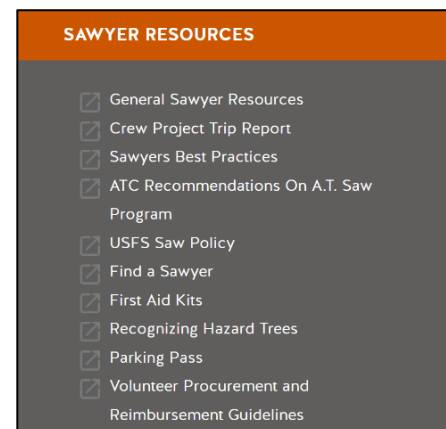 SAWYER RESOURCES
General Sawyer Resources
Crew Project Trip Report
Sawyers Best Practices
ATC Recommendations On A.T. Saw
Program
USFS Saw Policy
Find a Sawyer
First Aid Kits
Recognizing Hazard Trees
Parking Pass
Volunteer Procurement and
Reimbursement Guidelines